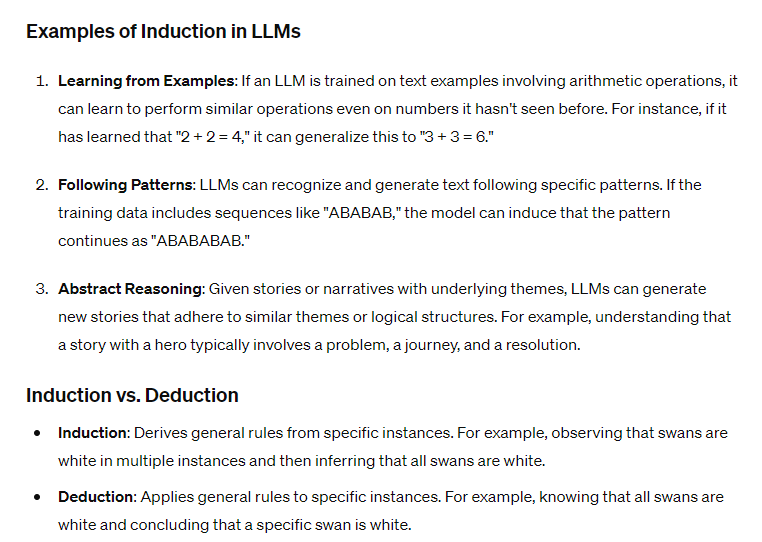 Examples of Induction in LLMs
1. Learning from Examples: If an LLM is trained on text examples involving arithmetic operations, it
can learn to perform similar operations even on numbers it hasn't seen before. For instance, if it
has learned that "2 + 2 = 4," it can generalize this to "3 + 3 = 6."
2. Following Patterns: LLMs can recognize and generate text following specific patterns. If the
training data includes sequences like "ABABAB," the model can induce that the pattern
continues as "ABABABAB."
3. Abstract Reasoning: Given stories or narratives with underlying themes, LLMs can generate
new stories that adhere to similar themes or logical structures. For example, understanding that
a story with a hero typically involves a problem, a journey, and a resolution.
Induction vs. Deduction
• Induction: Derives general rules from specific instances. For example, observing that swans are
white in multiple instances and then inferring that all swans are white.
• Deduction: Applies general rules to specific instances. For example, knowing that all swans are
white and concluding that a specific swan is white.